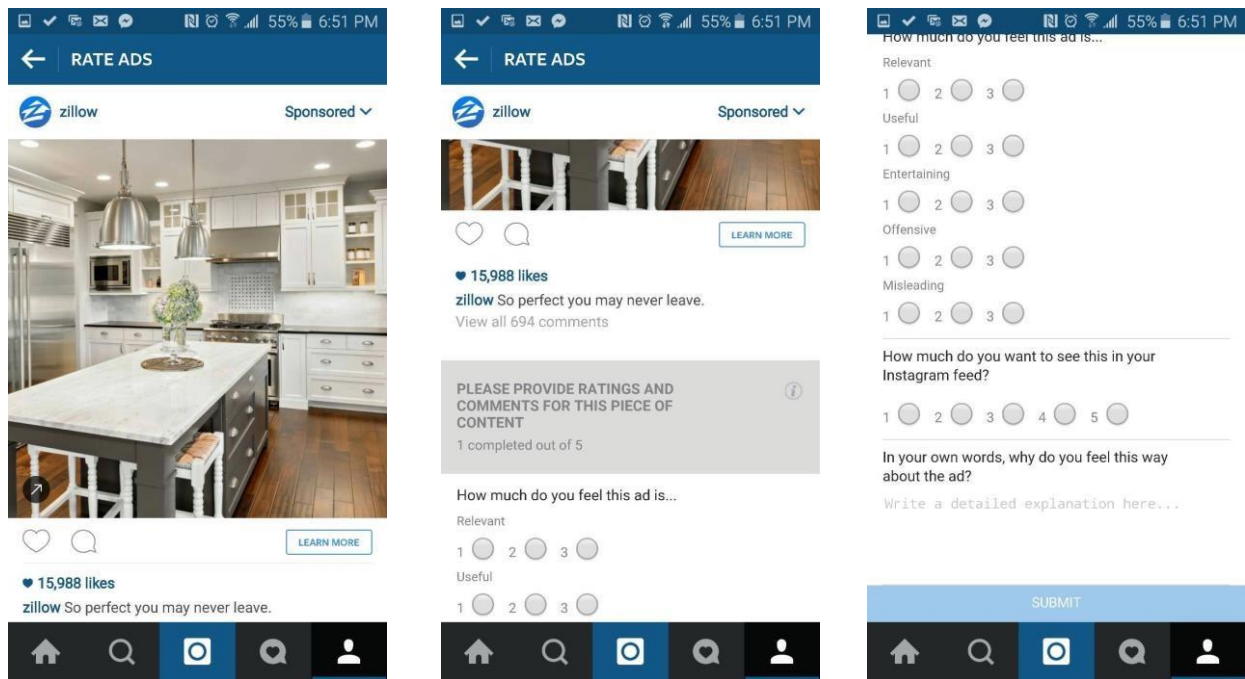 55% 6:51 PM
RATE ADS
zillow
Sponsored
LEARN MORE
15,988 likes
zillow So perfect you may never leave.
55% 6:51 PM
RATE ADS
zillow
Sponsored
LEARN MORE
15,988 likes
zillow So perfect you may never leave.
View all 694 comments
PLEASE PROVIDE RATINGS AND
COMMENTS FOR THIS PIECE OF
CONTENT
1 completed out of 5
How much do you feel this ad is...
Relevant
1 2 3
Useful
1 2 3
55% 6:51 PM
How much do you feel this ad is...
Relevant
1 2 3
Useful
1 2 3
Entertaining
1 2 3
Offensive
1 2 3
Misleading
1 2 3
How much do you want to see this in your
Instagram feed?
1 2 3 4 5
In your own words, why do you feel this way
about the ad?
Write a detailed explanation here...
SUBMIT